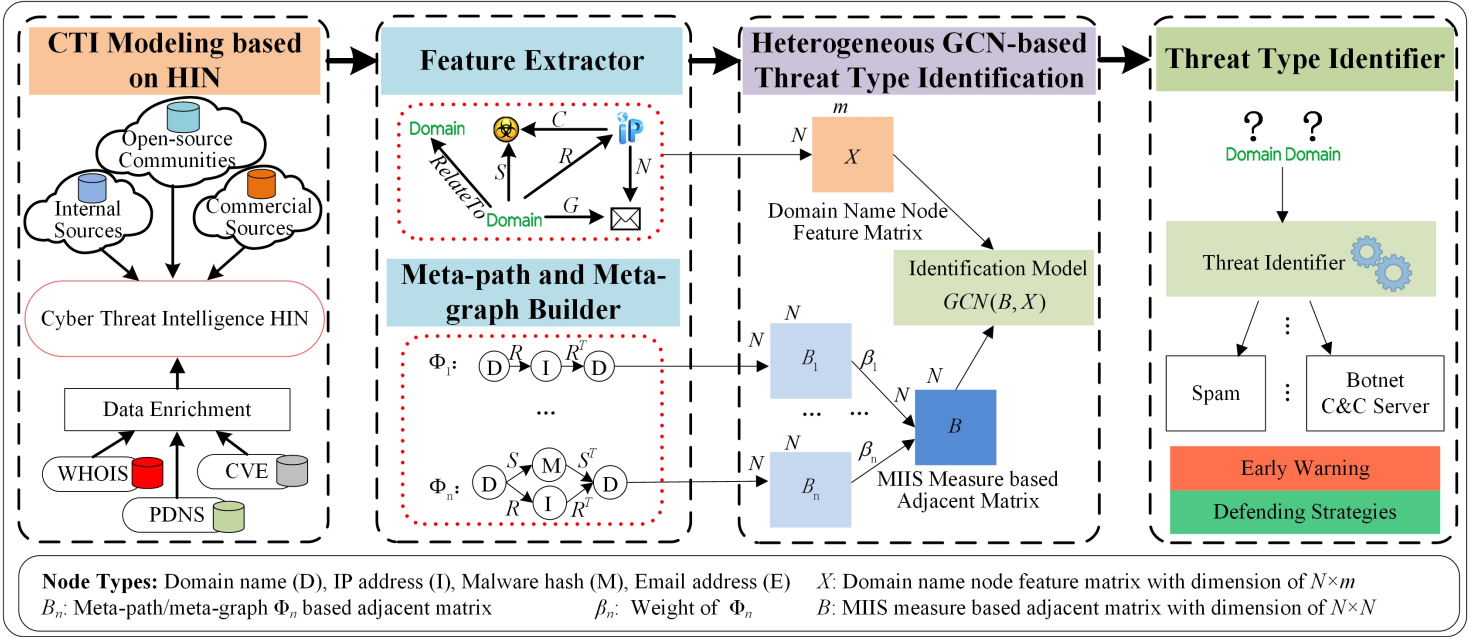 CTI Modeling based
on HIN
Open-source
Communities
Internal
Sources
Commercial
Sources
Cyber Threat Intelligence HIN
Data Enrichment
WHOIS
CVE
PDNS
Feature Extractor
Domain
C
iP
RelateTo
S
R
N
Domain
G
Meta-path and Meta-
graph Builder
Φ1:
D
R
I
R^T
D
...
Φn:
D
S
M
S^T
D
R
I
R^T
Heterogeneous GCN-based
Threat Type Identification
m
N
X
Domain Name Node
Feature Matrix
Identification Model
GCN(B, X)
N
N
B1
β1
N
N
... ...
B
N
N
Bn
βn
MIIS Measure based
Adjacent Matrix
Threat Type Identifier
? ?
Domain Domain
Threat Identifier
...
Spam
...
Botnet
C&C Server
Early Warning
Defending Strategies
Node Types: Domain name (D), IP address (I), Malware hash (M), Email address (E)
X: Domain name node feature matrix with dimension of N×m
Bn: Meta-path/meta-graph Φn based adjacent matrix
βn: Weight of Φn
B: MIIS measure based adjacent matrix with dimension of N×N